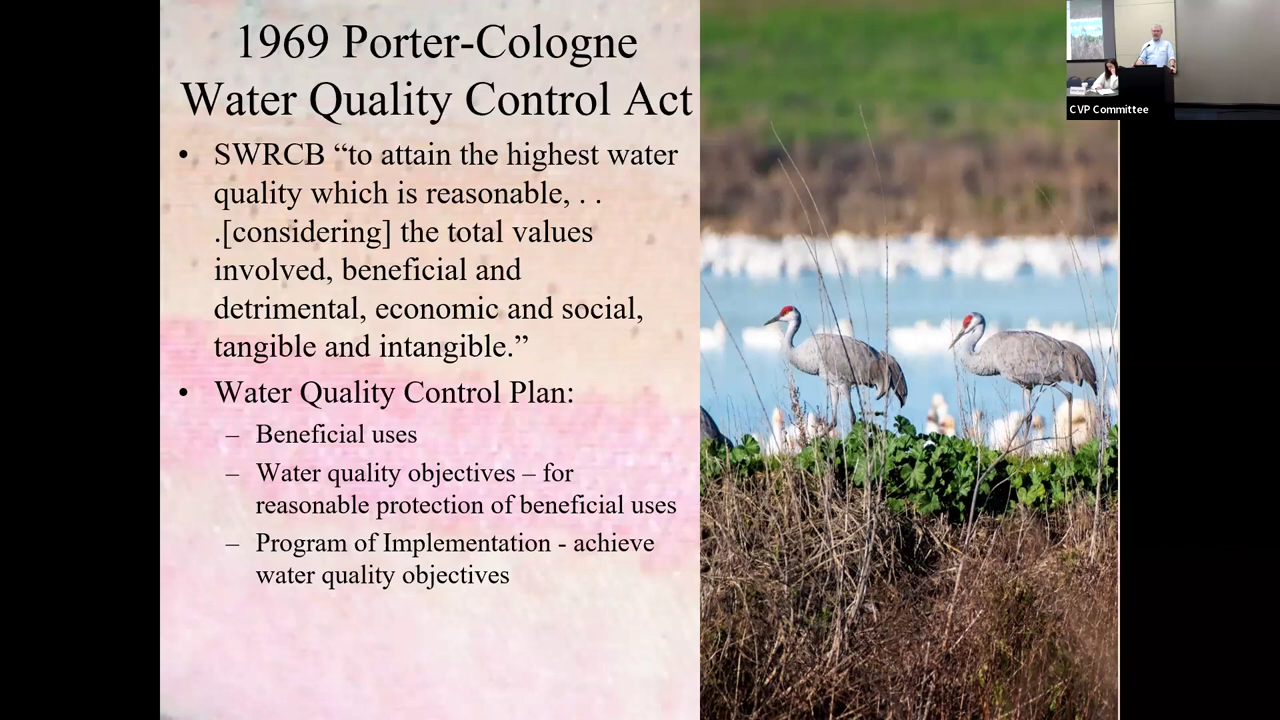 1969 Porter-Cologne
Water Quality Control Act
• SWRCB “to attain the highest water
quality which is reasonable, . .
.[considering] the total values
involved, beneficial and
detrimental, economic and social,
tangible and intangible.”
• Water Quality Control Plan:
– Beneficial uses
– Water quality objectives – for
reasonable protection of beneficial uses
– Program of Implementation - achieve
water quality objectives
CVP Committee